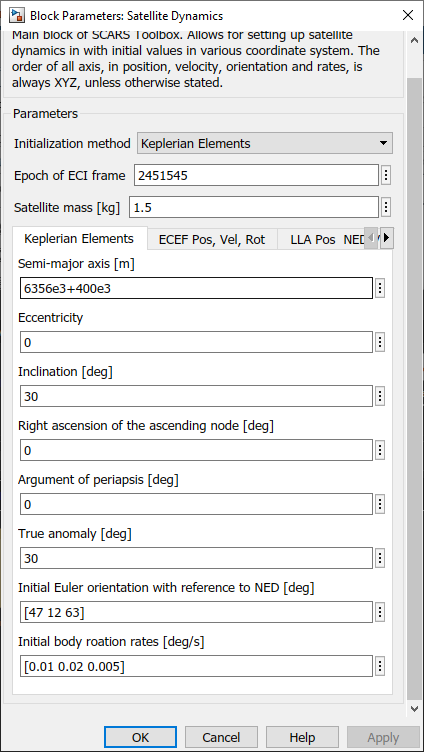 Block Parameters: Satellite Dynamics
Main block of SCARS Toolbox. Allows for setting up satellite
dynamics in with initial values in various coordinate system. The
order of all axis, in position, velocity, orientation and rates, is
always XYZ, unless otherwise stated.
Parameters
Initialization method Keplerian Elements
Epoch of ECI frame 2451545
Satellite mass [kg] 1.5
Keplerian Elements ECEF Pos, Vel, Rot LLA Pos NED
Semi-major axis [m]
6356e3+400e3
Eccentricity
0
Inclination [deg]
30
Right ascension of the ascending node [deg]
0
Argument of periapsis [deg]
0
True anomaly [deg]
30
Initial Euler orientation with reference to NED [deg]
[47 12 63]
Initial body roation rates [deg/s]
[0.01 0.02 0.005]
OK Cancel Help Apply